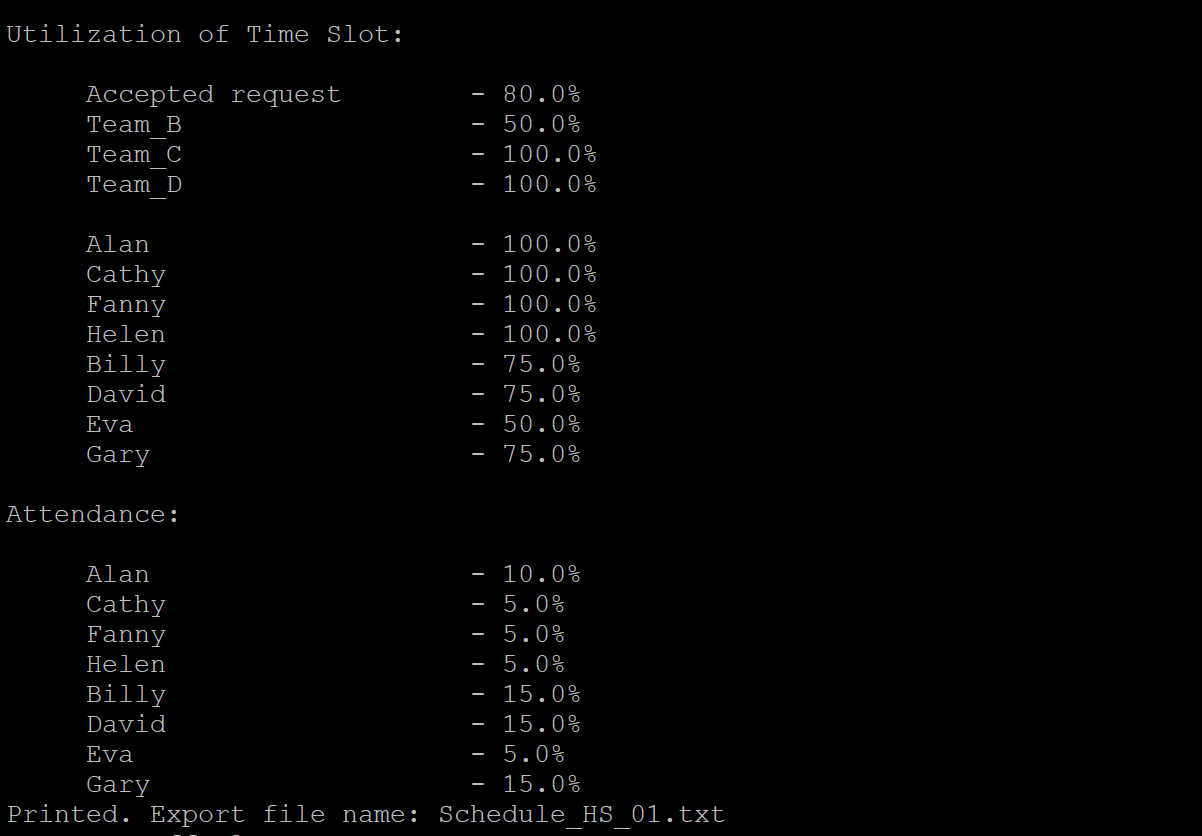 Utilization of Time Slot:
Accepted request - 80.0%
Team_B - 50.0%
Team_C - 100.0%
Team_D - 100.0%
Alan - 100.0%
Cathy - 100.0%
Fanny - 100.0%
Helen - 100.0%
Billy - 75.0%
David - 75.0%
Eva - 50.0%
Gary - 75.0%
Attendance:
Alan - 10.0%
Cathy - 5.0%
Fanny - 5.0%
Helen - 5.0%
Billy - 15.0%
David - 15.0%
Eva - 5.0%
Gary - 15.0%
Printed. Export file name: Schedule_HS_01.txt